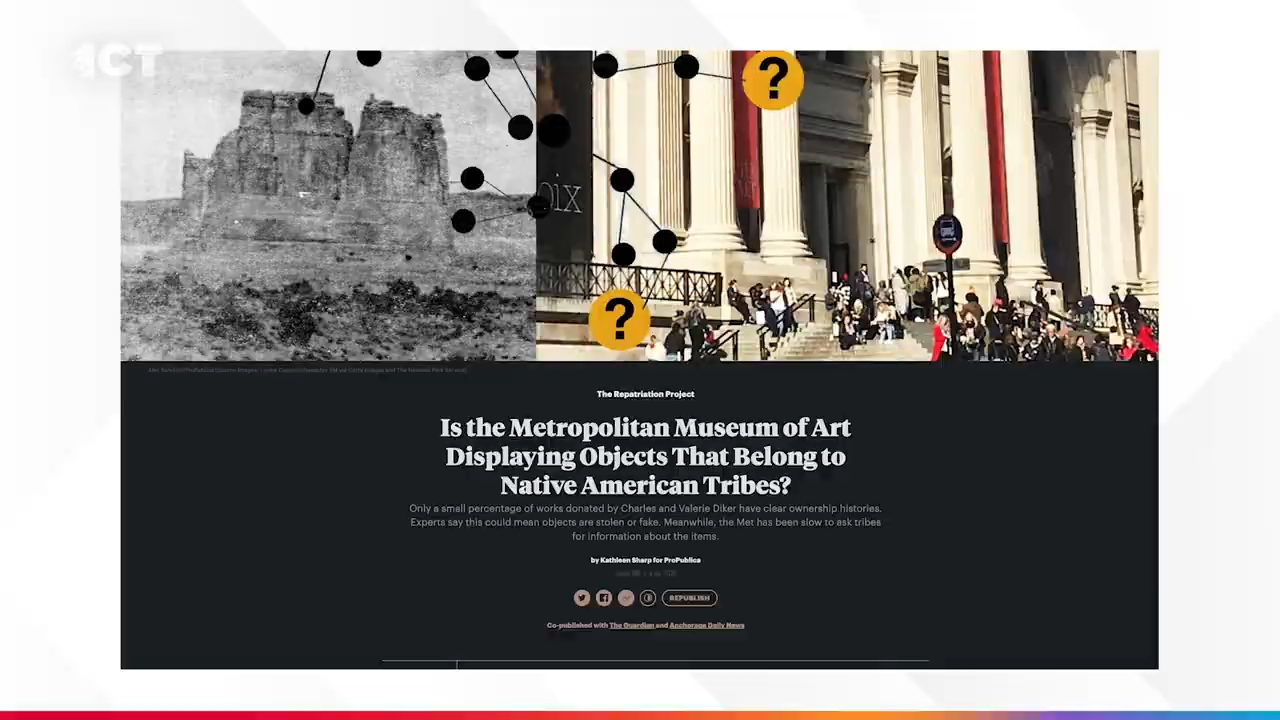 ICT
?
oix
?
The Repatriation Project
Is the Metropolitan Museum of Art
Displaying Objects That Belong to
Native American Tribes?
Only a small percentage of works donated by Charles and Valerie Diker have clear ownership histories.
Experts say this could mean objects are stolen or fake. Meanwhile, the Met has been slow to ask tribes
for information about the items.
by Kathleen Sharp for ProPublica
REPUBLISH
Co-published with The Guardian and Anchorage Daily News